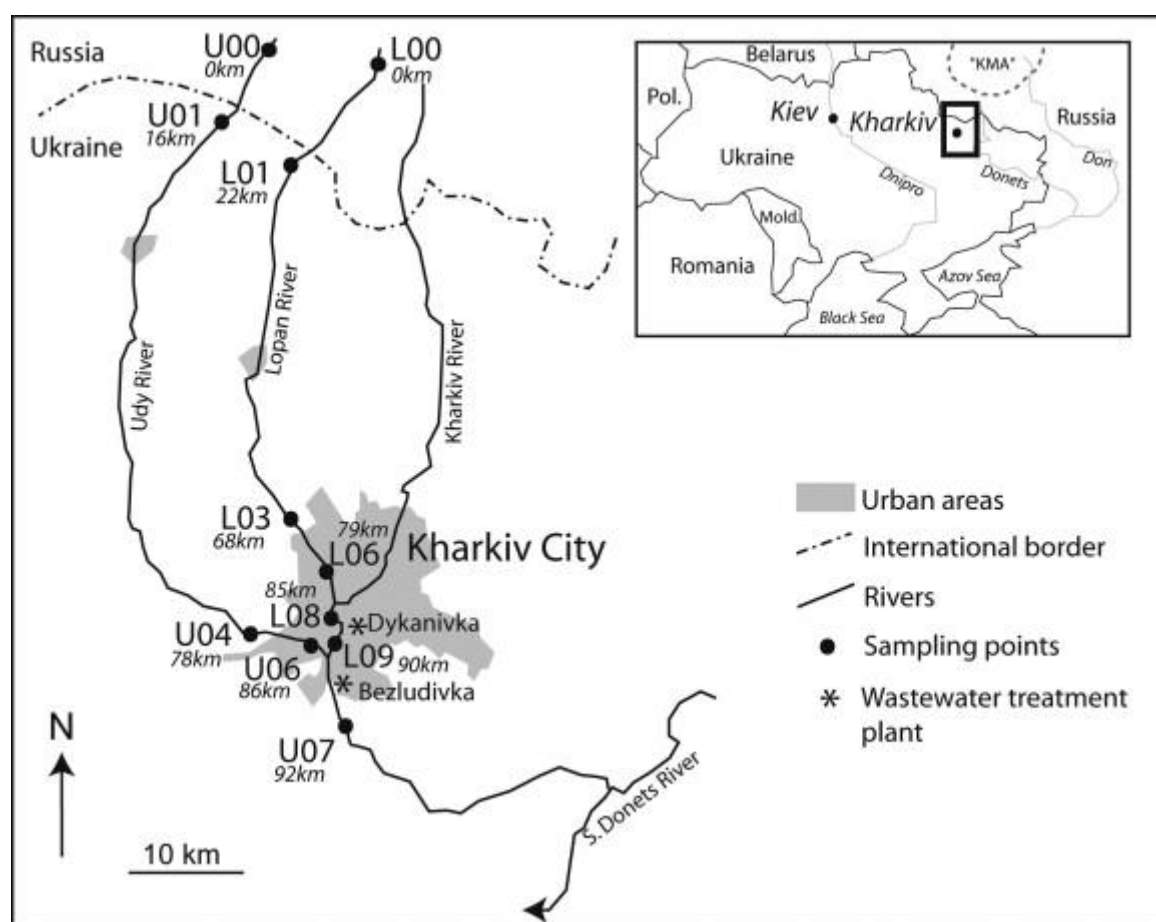 U00
0km
L00
0km
Russia
Ukraine
U01
16km
L01
22km
Udy River
Lopan River
Kharkiv River
L03
68km
79km
L06
Kharkiv City
85km
L08
Dykanivka
U04
78km
U06
86km
L09
90km
Bezludivka
U07
92km
S. Donets River
N
10 km
Belarus
"KMA"
Pol.
Kiev
Kharkiv
Russia
Ukraine
Dnipro
Donets
Don
Mold.
Romania
Azov Sea
Black Sea
Urban areas
International border
Rivers
Sampling points
Wastewater treatment
plant